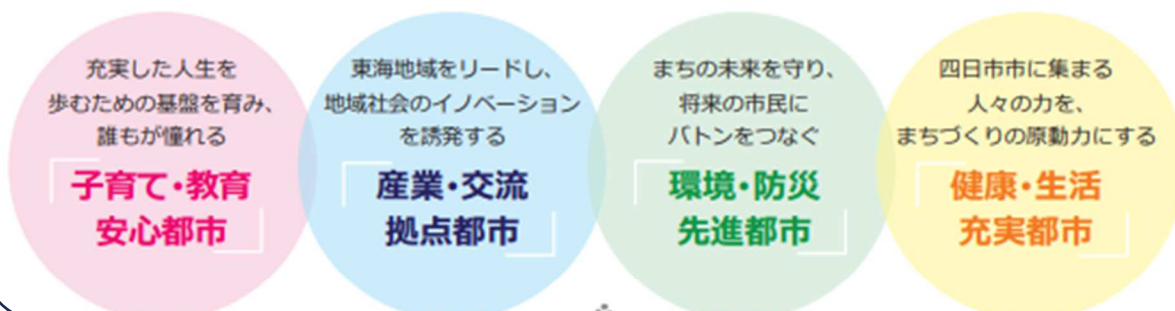 充実した人生を
歩むための基盤を育み、
誰もが憧れる
子育て・教育
安心都市
東海地域をリードし、
地域社会のイノベーション
を誘発する
産業・交流
拠点都市
まちの未来を守り、
将来の市民に
バトンをつなぐ
環境・防災
先進都市
四日市市に集まる
人々の力を、
まちづくりの原動力にする
健康・生活
充実都市